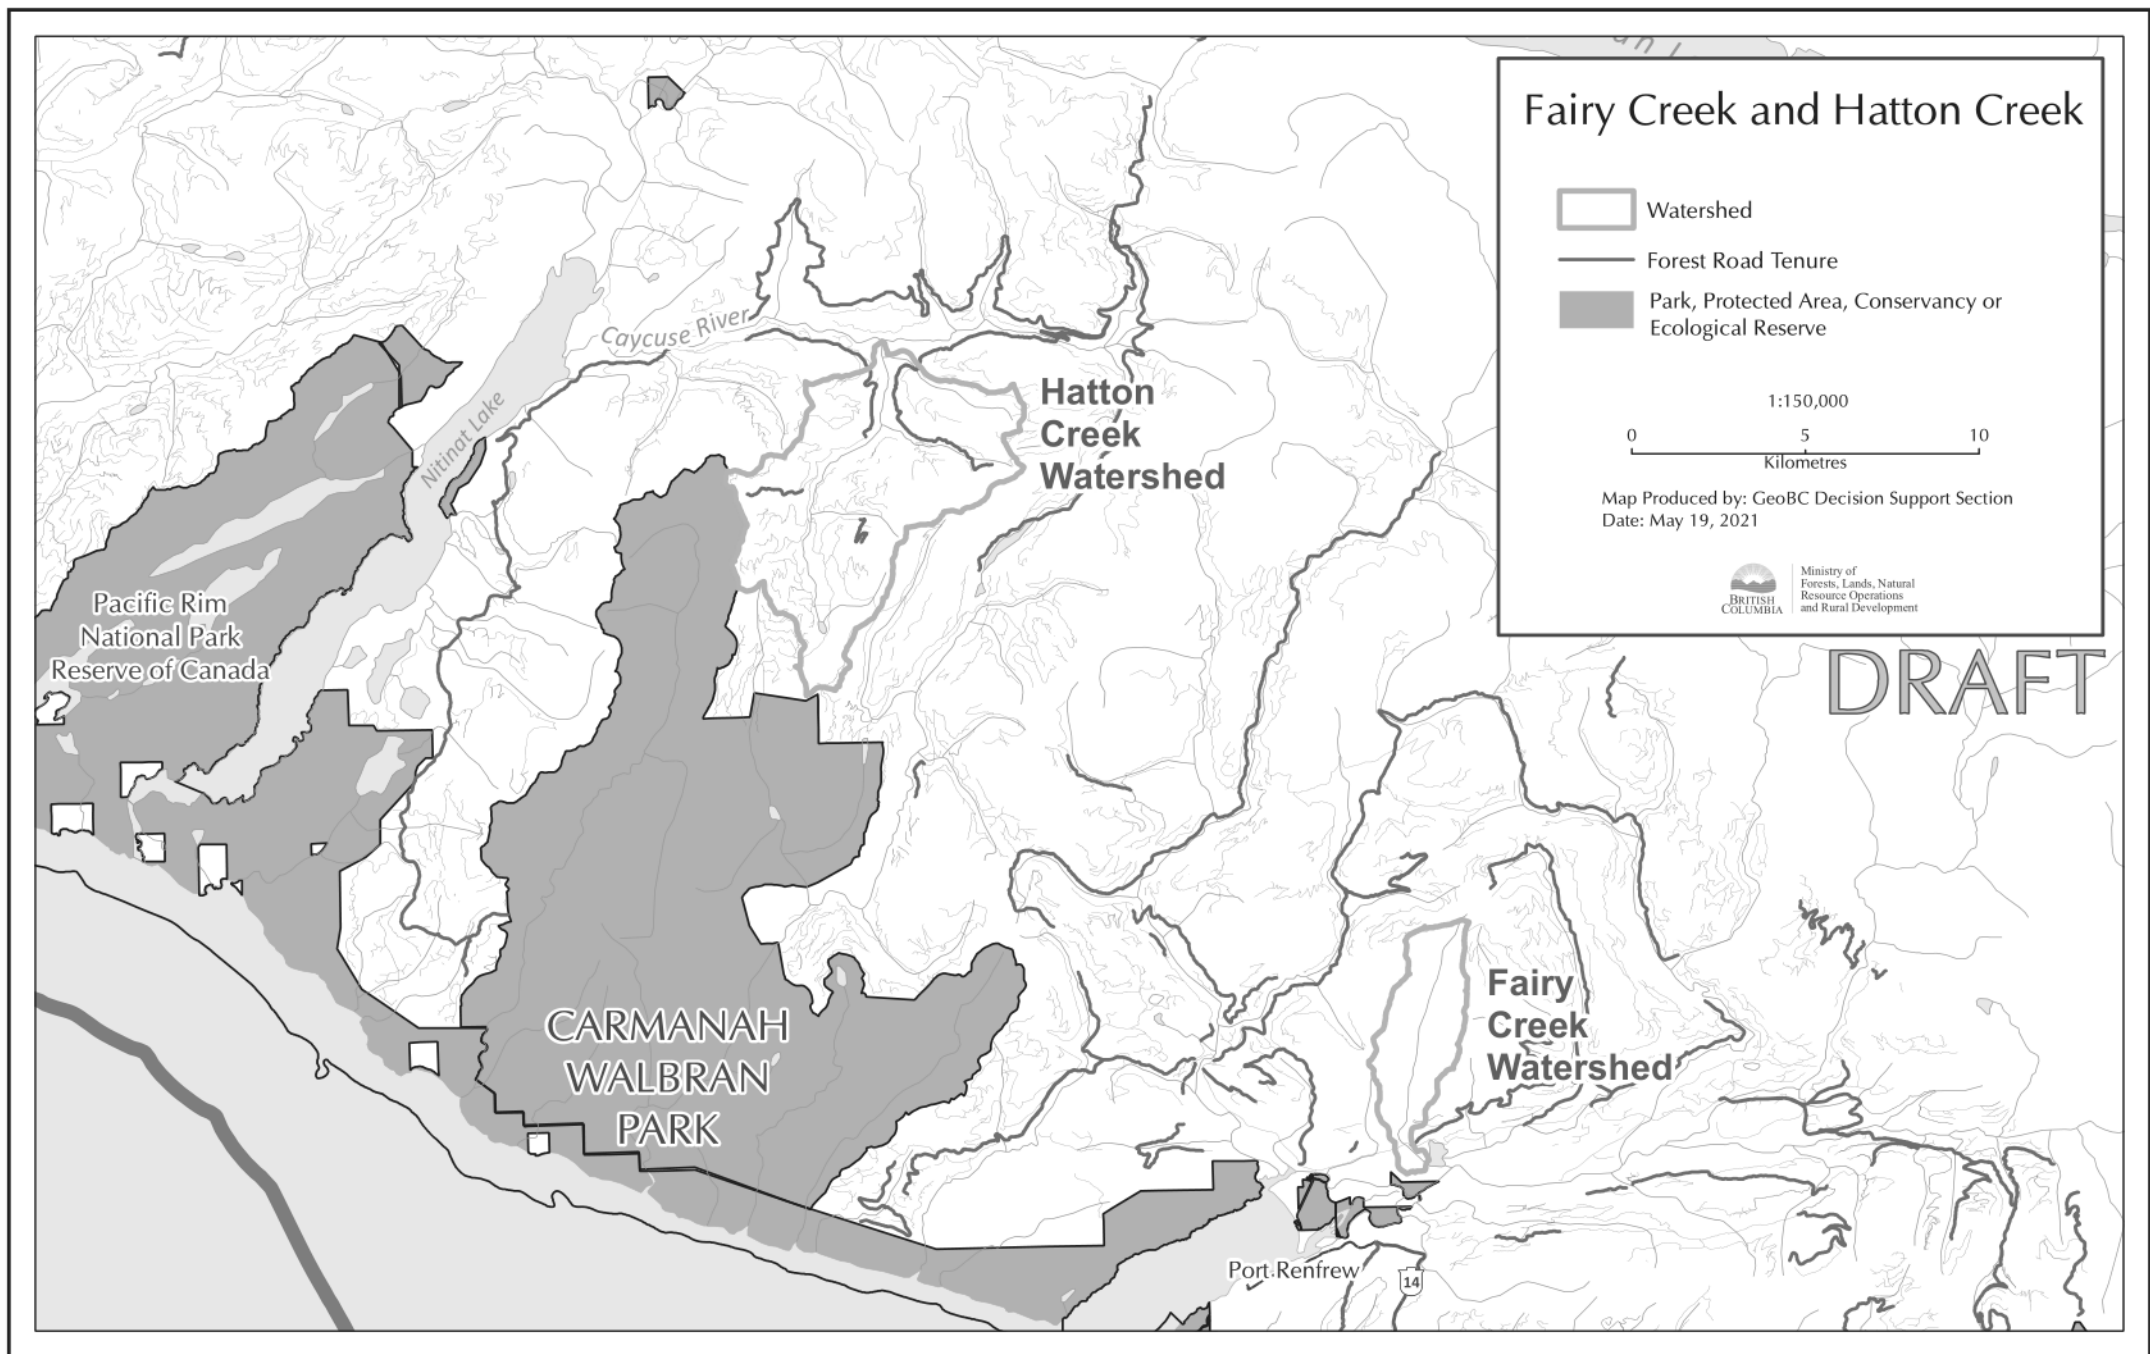 un L
Fairy Creek and Hatton Creek
Watershed
Forest Road Tenure
Park, Protected Area, Conservancy or
Ecological Reserve
1:150,000
0 5 10
Kilometres
Map Produced by: GeoBC Decision Support Section
Date: May 19, 2021
BRITISH
COLUMBIA
Ministry of
Forests, Lands, Natural
Resource Operations
and Rural Development
DRAFT
Caycuse River
Nitinat Lake
Hatton
Creek
Watershed
Pacific Rim
National Park
Reserve of Canada
CARMANAH
WALBRAN
PARK
Fairy
Creek
Watershed
Port Renfrew
14